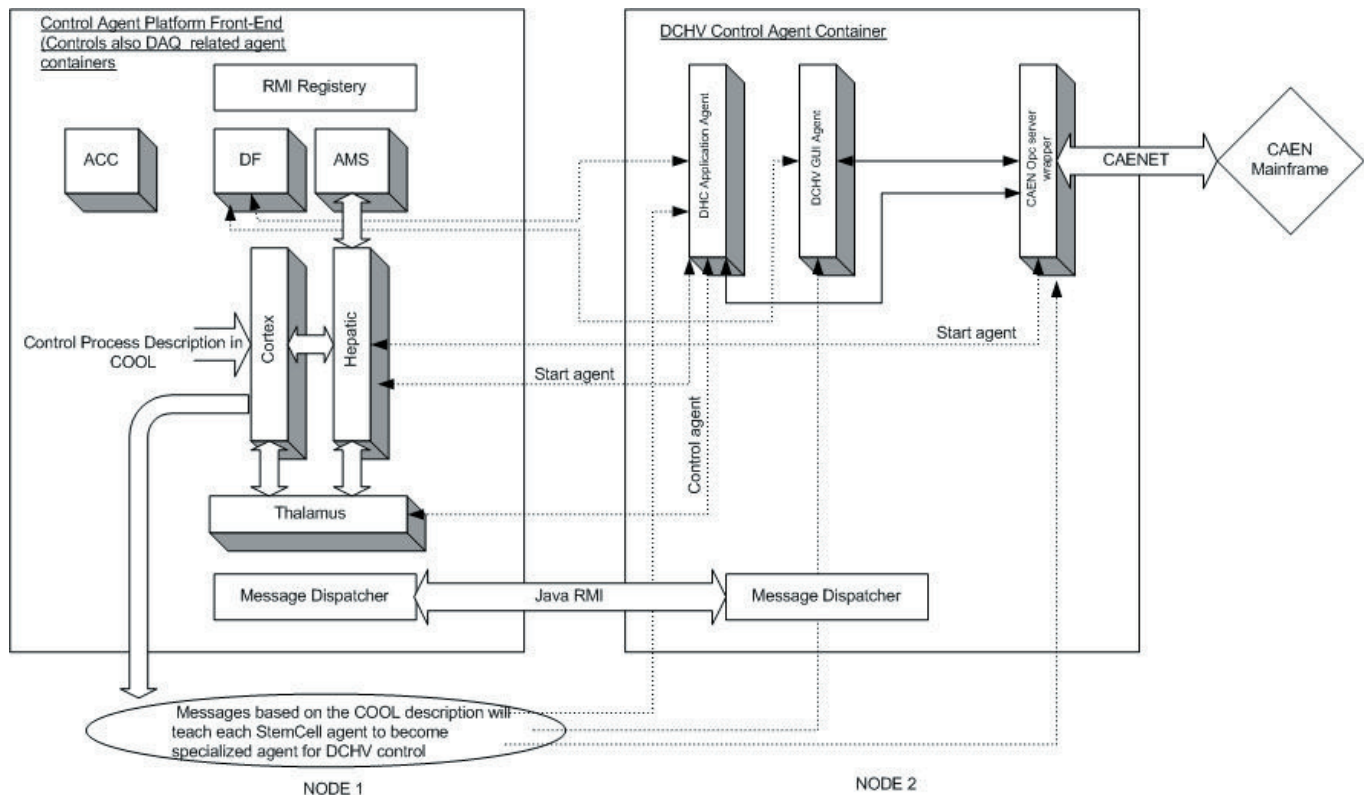 Control Agent Platform Front-End
(Controls also DAQ related agent
containers
RMI Registery
ACC
DF
AMS
Cortex
Hepatic
Control Process Description in
COOL
Thalamus
Message Dispatcher
Java RMI
Messages based on the COOL description will
teach each StemCell agent to become
specialized agent for DCHV control
NODE 1
DCHV Control Agent Container
DHC Application Agent
DCHV GUI Agent
CAEN Opc server
wrapper
CAENET
CAEN
Mainframe
Start agent
Start agent
Control agent
Message Dispatcher
NODE 2